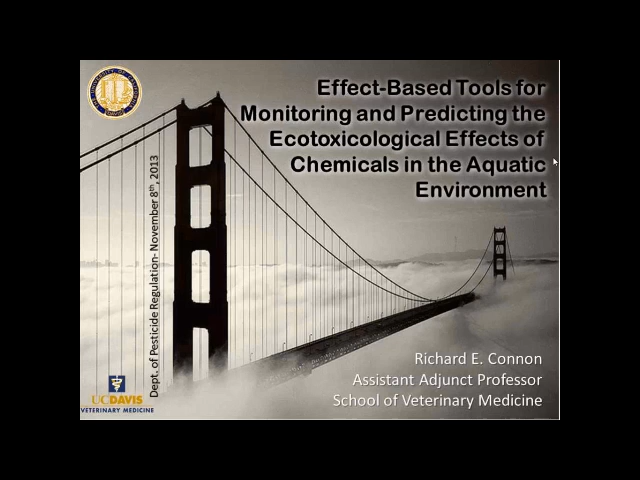 Effect-Based Tools for
Monitoring and Predicting the
Ecotoxicological Effects of
Chemicals in the Aquatic
Environment
Dept. of Pesticide Regulation- November 8th, 2013
Richard E. Connon
Assistant Adjunct Professor
School of Veterinary Medicine
UCDAVIS
VETERINARY MEDICINE